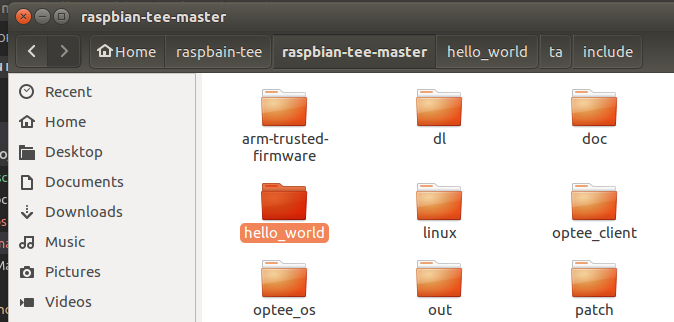 raspbian-tee-master
Home raspbain-tee raspbian-tee-master hello_world ta include
Recent
Home
Desktop
Documents
Downloads
Music
Pictures
Videos
arm-trusted-
firmware
dl
doc
hello_world
linux
optee_client
optee_os
out
patch